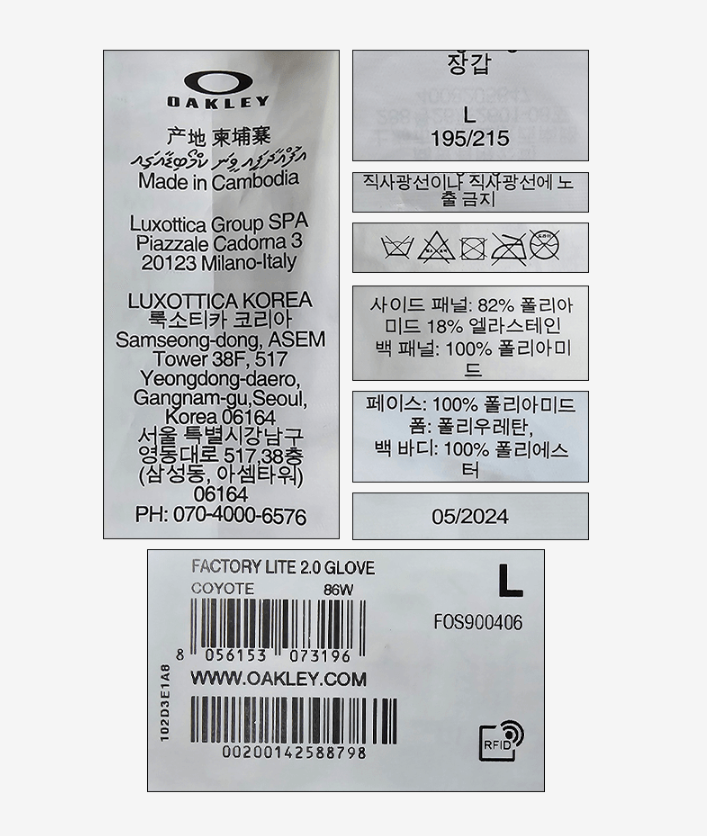 OAKLEY
产地 柬埔寨
Made in Cambodia
Luxottica Group SPA
Piazzale Cadorna 3
20123 Milano-Italy
LUXOTTICA KOREA
룩소티카 코리아
Samseong-dong, ASEM
Tower 38F, 517
Yeongdong-daero,
Gangnam-gu,Seoul,
Korea 06164
서울 특별시강남구
영동대로 517,38층
(삼성동, 아셈타워)
06164
PH: 070-4000-6576
장갑
L
195/215
직사광선이나 직사광선에 노
출 금지
사이드 패널: 82% 폴리아
미드 18% 엘라스테인
백 패널: 100% 폴리아미
드
페이스: 100% 폴리아미드
폼: 폴리우레탄,
백 바디: 100% 폴리에스
터
05/2024
FACTORY LITE 2.0 GLOVE
L
COYOTE 86W
FOS900406
8 056153 073196
WWW.OAKLEY.COM
102D3E1A8
00200142588798
RFID